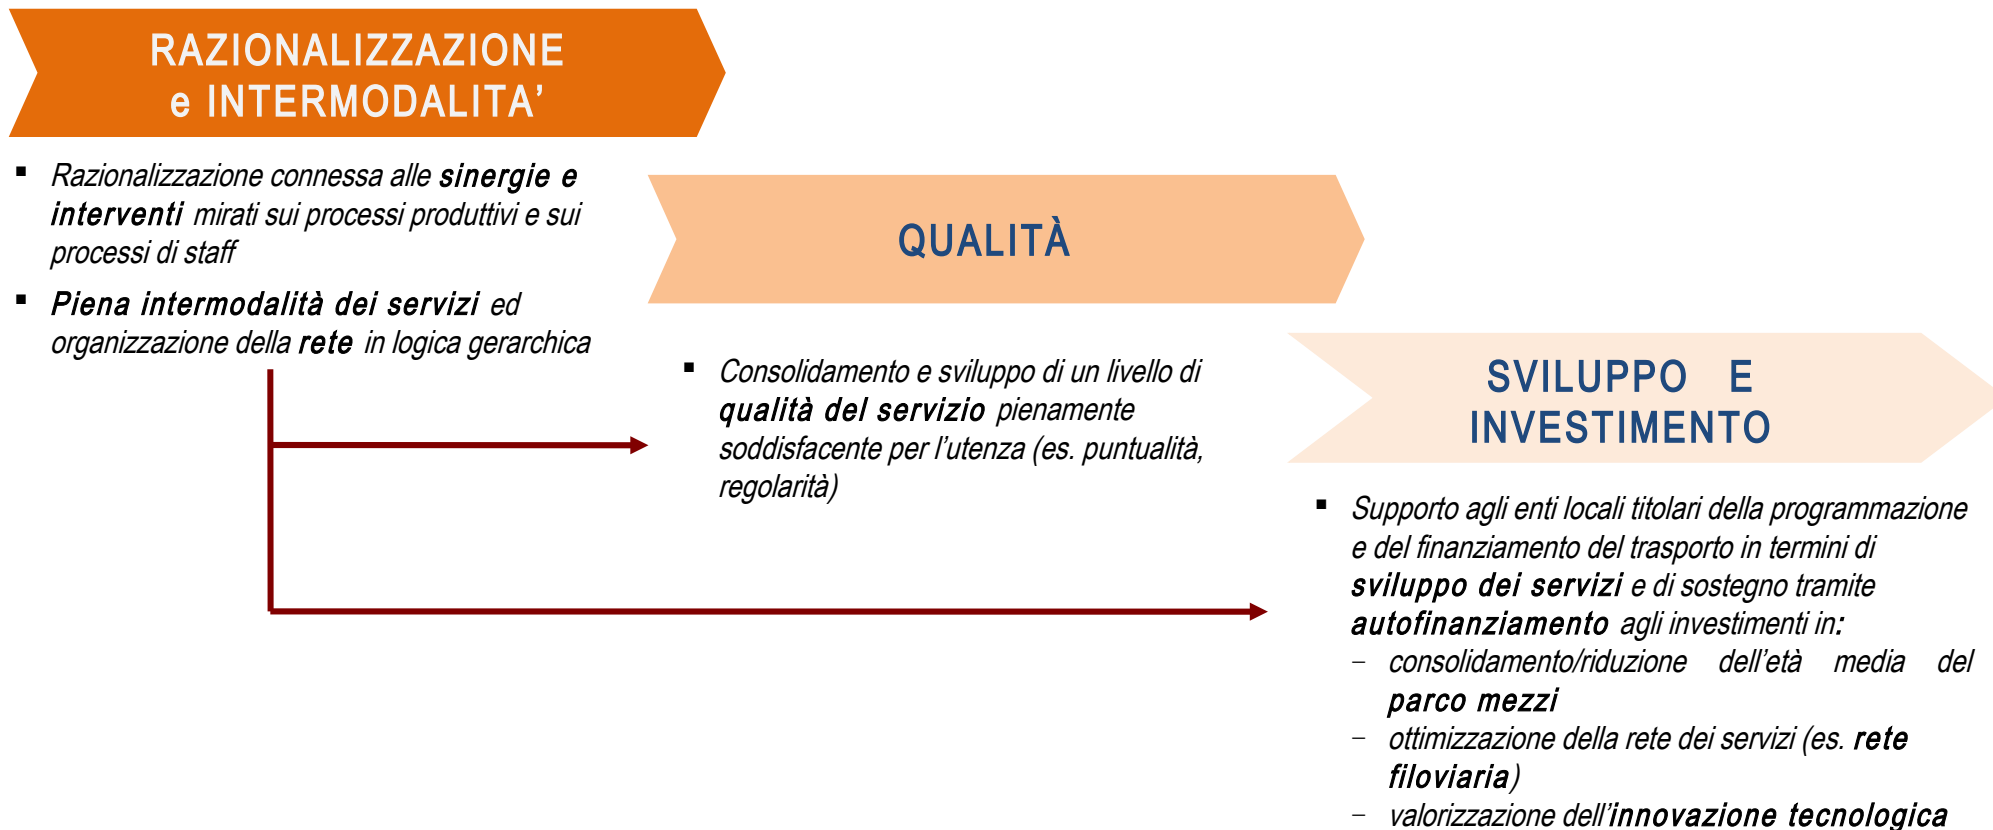 RAZIONALIZZAZIONE
e INTERMODALITA’
▪ Razionalizzazione connessa alle sinergie e
interventi mirati sui processi produttivi e sui
processi di staff
▪ Piena intermodalità dei servizi ed
organizzazione della rete in logica gerarchica
QUALITÀ
▪ Consolidamento e sviluppo di un livello di
qualità del servizio pienamente
soddisfacente per l’utenza (es. puntualità,
regolarità)
SVILUPPO E
INVESTIMENTO
▪ Supporto agli enti locali titolari della programmazione
e del finanziamento del trasporto in termini di
sviluppo dei servizi e di sostegno tramite
autofinanziamento agli investimenti in:
− consolidamento/riduzione dell’età media del
parco mezzi
− ottimizzazione della rete dei servizi (es. rete
filoviaria)
− valorizzazione dell’innovazione tecnologica